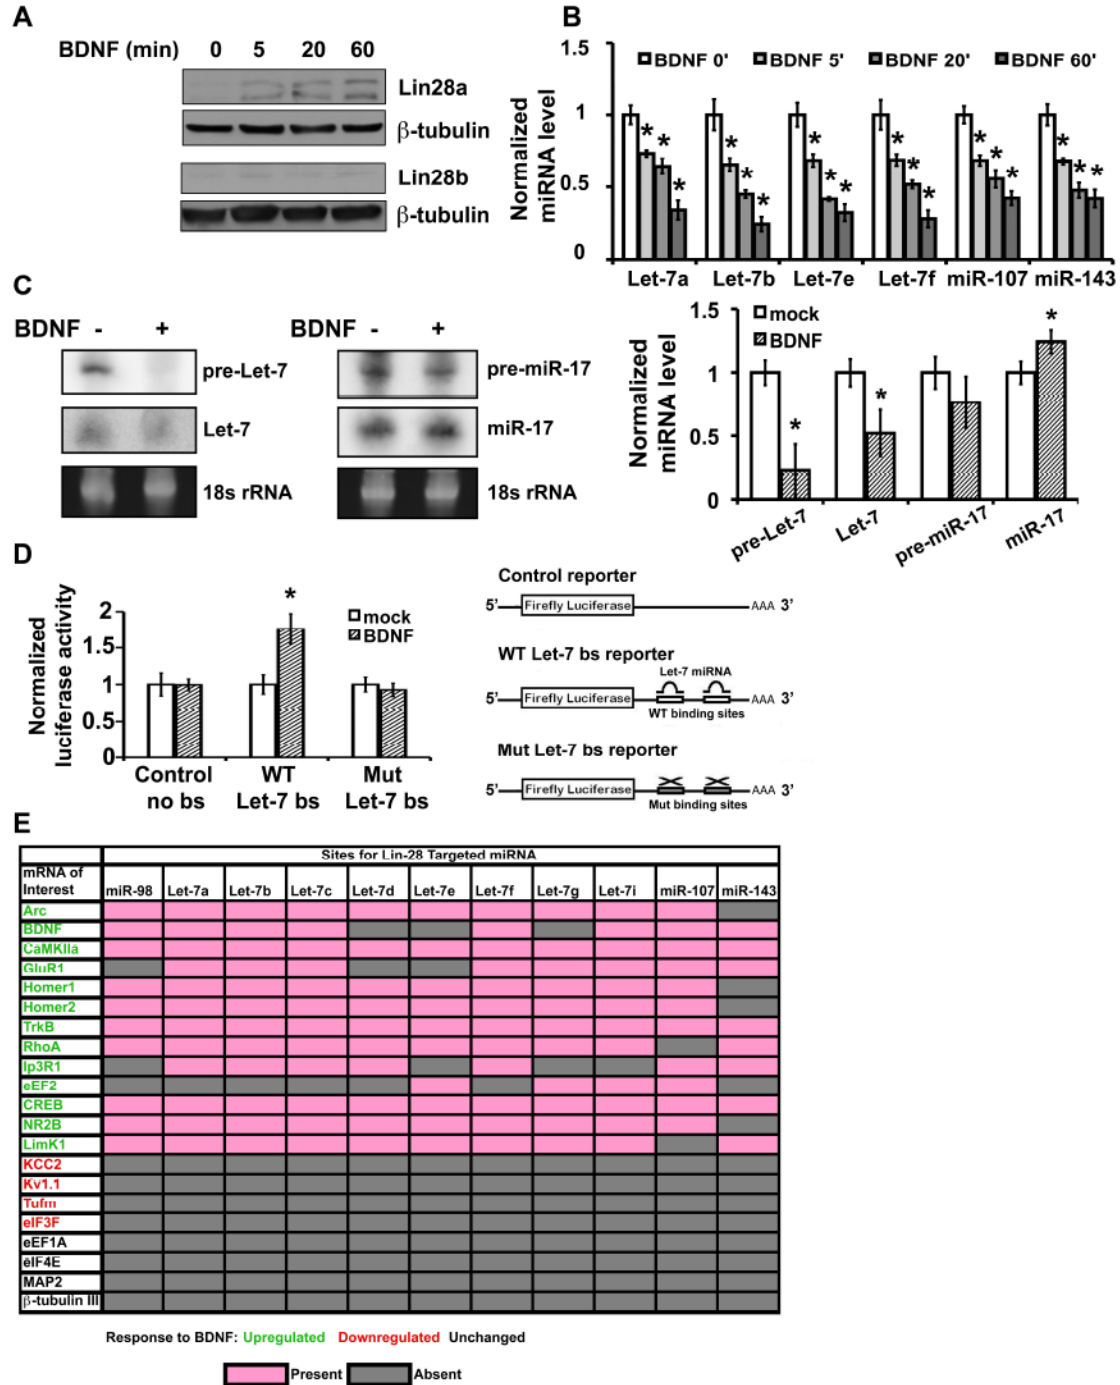 A
BDNF (min) 0 5 20 60
Lin28a
β-tubulin
Lin28b
β-tubulin
B
Normalized
miRNA level
1.5
1
0.5
0
BDNF 0' BDNF 5' BDNF 20' BDNF 60'
* * * * * * * * * * * * * * * * * *
Let-7a Let-7b Let-7e Let-7f miR-107 miR-143
C
BDNF - +
pre-Let-7
Let-7
18s rRNA
BDNF - +
pre-miR-17
miR-17
18s rRNA
Normalized
miRNA level
1.5
1
0.5
0
mock
BDNF
* * *
pre-Let-7 Let-7 pre-miR-17 miR-17
D
Normalized
luciferase activity
2
1.5
1
0.5
0
*
mock
BDNF
Control WT Mut
no bs Let-7 bs Let-7 bs
Control reporter
5' Firefly Luciferase AAA 3'
WT Let-7 bs reporter
Let-7 miRNA
5' Firefly Luciferase AAA 3'
WT binding sites
Mut Let-7 bs reporter
5' Firefly Luciferase AAA 3'
Mut binding sites
E
Sites for Lin-28 Targeted miRNA
mRNA of
Interest miR-98 Let-7a Let-7b Let-7c Let-7d Let-7e Let-7f Let-7g Let-7i miR-107 miR-143
Arc
BDNF
CaMKIIa
GluR1
Homer1
Homer2
TrkB
RhoA
Ip3R1
eEF2
CREB
NR2B
LimK1
KCC2
Kv1.1
Tufm
eIF3F
eEF1A
eIF4E
MAP2
β-tubulin III
Response to BDNF: Upregulated Downregulated Unchanged
Present Absent